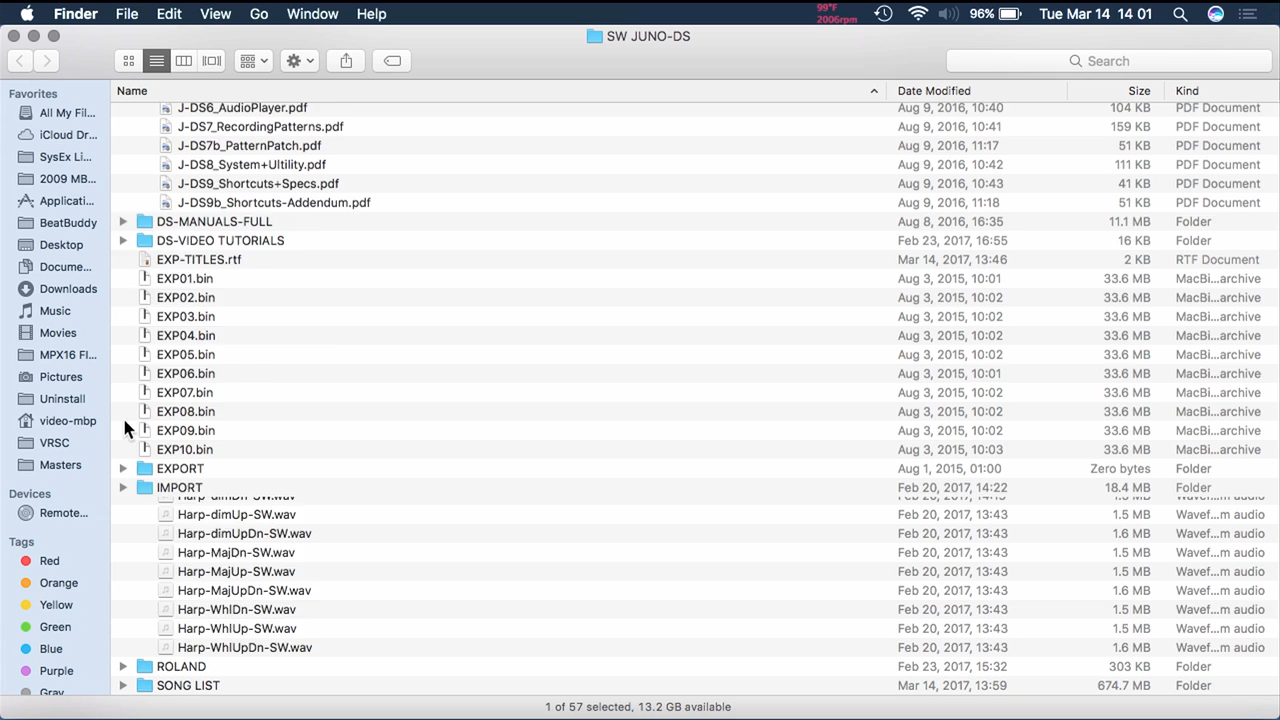 Finder File Edit View Go Window Help 99°F 2006rpm 96% Tue Mar 14 14 01
SW JUNO-DS
Search
Favorites
All My Fil...
iCloud Dr...
SysEx Li...
2009 MB...
Applicati...
BeatBuddy
Desktop
Docume...
Downloads
Music
Movies
MPX16 Fl...
Pictures
Uninstall
video-mbp
VRSC
Masters
Devices
Remote...
Tags
Red
Orange
Yellow
Green
Blue
Purple
Gray
Name Date Modified Size Kind
J-DS6_AudioPlayer.pdf Aug 9, 2016, 10:40 104 KB PDF Document
J-DS7_RecordingPatterns.pdf Aug 9, 2016, 10:41 159 KB PDF Document
J-DS7b_PatternPatch.pdf Aug 9, 2016, 11:17 51 KB PDF Document
J-DS8_System+Ultility.pdf Aug 9, 2016, 10:42 111 KB PDF Document
J-DS9_Shortcuts+Specs.pdf Aug 9, 2016, 10:43 41 KB PDF Document
J-DS9b_Shortcuts-Addendum.pdf Aug 9, 2016, 11:18 51 KB PDF Document
DS-MANUALS-FULL Aug 8, 2016, 16:35 11.1 MB Folder
DS-VIDEO TUTORIALS Feb 23, 2017, 16:55 16 KB Folder
EXP-TITLES.rtf Mar 14, 2017, 13:46 2 KB RTF Document
EXP01.bin Aug 3, 2015, 10:01 33.6 MB MacBi...archive
EXP02.bin Aug 3, 2015, 10:02 33.6 MB MacBi...archive
EXP03.bin Aug 3, 2015, 10:02 33.6 MB MacBi...archive
EXP04.bin Aug 3, 2015, 10:02 33.6 MB MacBi...archive
EXP05.bin Aug 3, 2015, 10:02 33.6 MB MacBi...archive
EXP06.bin Aug 3, 2015, 10:01 33.6 MB MacBi...archive
EXP07.bin Aug 3, 2015, 10:02 33.6 MB MacBi...archive
EXP08.bin Aug 3, 2015, 10:02 33.6 MB MacBi...archive
EXP09.bin Aug 3, 2015, 10:02 33.6 MB MacBi...archive
EXP10.bin Aug 3, 2015, 10:03 33.6 MB MacBi...archive
EXPORT Aug 1, 2015, 01:00 Zero bytes Folder
IMPORT Feb 20, 2017, 14:22 18.4 MB Folder
Harp-dimUp-SW.wav Feb 20, 2017, 13:43 1.5 MB Wavef...m audio
Harp-dimUpDn-SW.wav Feb 20, 2017, 13:43 1.6 MB Wavef...m audio
Harp-MajDn-SW.wav Feb 20, 2017, 13:43 1.5 MB Wavef...m audio
Harp-MajUp-SW.wav Feb 20, 2017, 13:43 1.5 MB Wavef...m audio
Harp-MajUpDn-SW.wav Feb 20, 2017, 13:43 1.6 MB Wavef...m audio
Harp-WhlDn-SW.wav Feb 20, 2017, 13:43 1.5 MB Wavef...m audio
Harp-WhlUp-SW.wav Feb 20, 2017, 13:43 1.5 MB Wavef...m audio
Harp-WhlUpDn-SW.wav Feb 20, 2017, 13:43 1.6 MB Wavef...m audio
ROLAND Feb 23, 2017, 15:32 303 KB Folder
SONG LIST Mar 14, 2017, 13:59 674.7 MB Folder
1 of 57 selected, 13.2 GB available